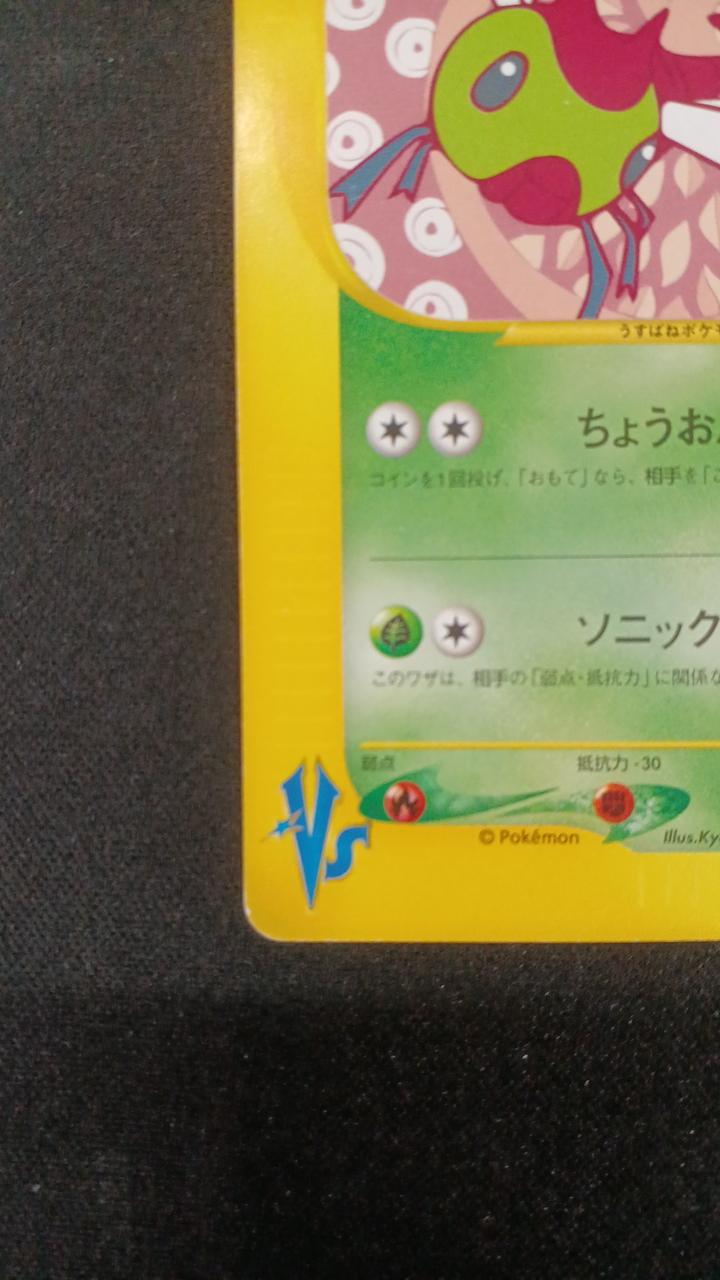 うすばねポケモ
ちょうおん
コインを1回投げ、「おもて」なら、相手を「こ
ソニック
このワザは、相手の「弱点・抵抗力」に関係な
弱点 抵抗力 -30
VS
© Pokémon Illus.Ky